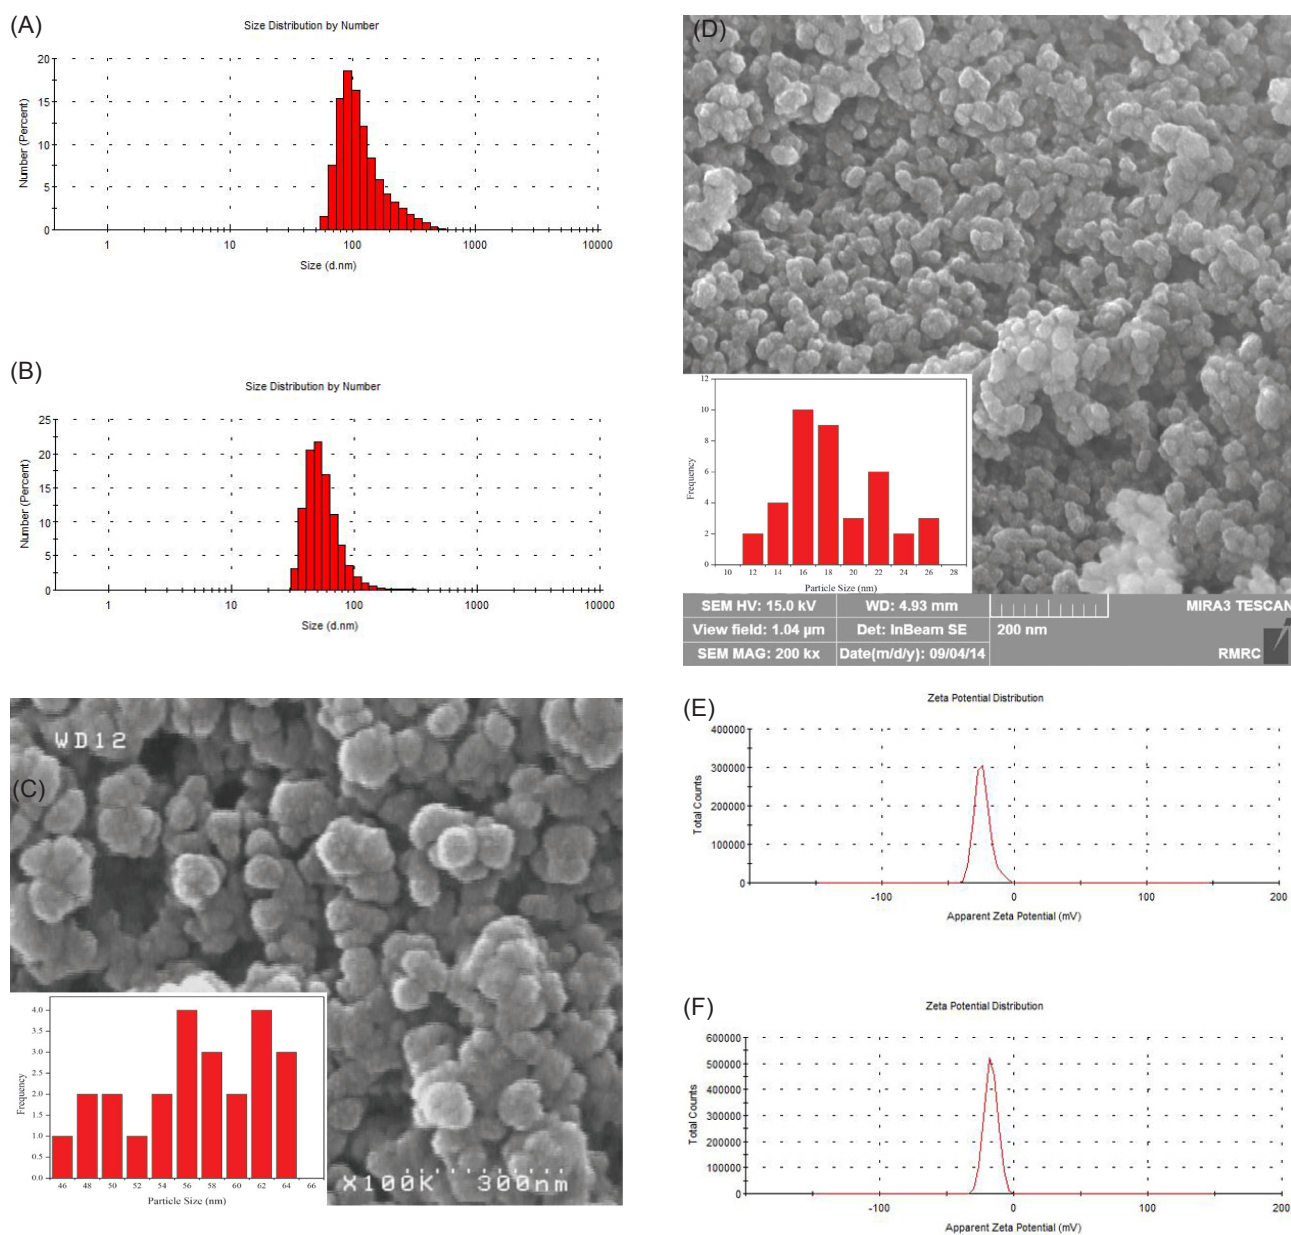 (A)
Size Distribution by Number
20
15
10
5
0
Number (Percent)
1 10 100 1000 10000
Size (d.nm)
(B)
Size Distribution by Number
25
20
15
10
5
0
Number (Percent)
1 10 100 1000 10000
Size (d.nm)
WD12
(C)
4.0
3.5
3.0
2.5
2.0
1.5
1.0
0.5
0.0
Frequency
46 48 50 52 54 56 58 60 62 64 66
Particle Size (nm)
X100K 300nm
(D)
12
10
8
6
4
2
0
Frequency
10 12 14 16 18 20 22 24 26 28
Particle Size (nm)
SEM HV: 15.0 kV WD: 4.93 mm MIRA3 TESCAN
View field: 1.04 µm Det: InBeam SE 200 nm
SEM MAG: 200 kx Date(m/d/y): 09/04/14 RMRC
(E)
Zeta Potential Distribution
400000
300000
200000
100000
0
Total Counts
-100 0 100 200
Apparent Zeta Potential (mV)
(F)
Zeta Potential Distribution
600000
500000
400000
300000
200000
100000
0
Total Counts
-100 0 100 200
Apparent Zeta Potential (mV)